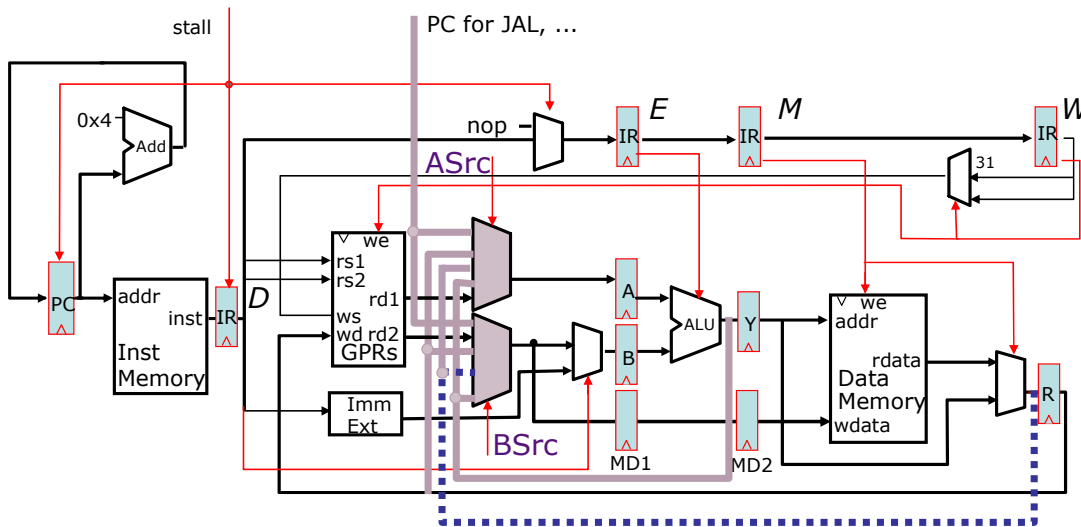 stall
PC for JAL, ...
0x4
Add
nop
IR
E
IR
M
IR
W
31
ASrc
we
rs1
rs2
rd1
ws
wd rd2
GPRs
PC
addr
inst
Inst
Memory
IR
D
A
B
ALU
Y
we
addr
rdata
Data
Memory
wdata
R
Imm
Ext
BSrc
MD1
MD2